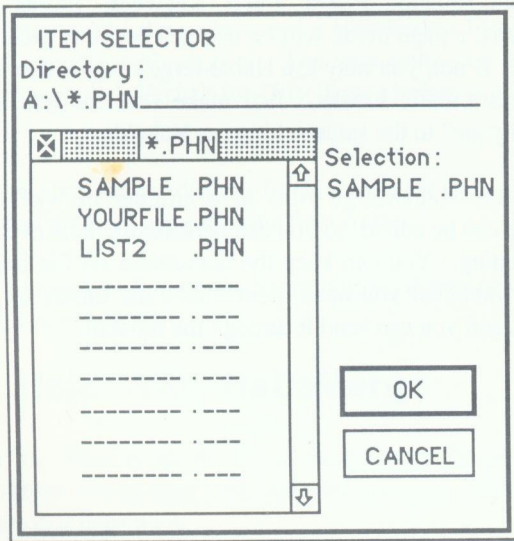 ITEM SELECTOR
Directory:
A:\*.PHN
*.PHN
Selection:
SAMPLE .PHN
SAMPLE .PHN
YOURFILE.PHN
LIST2 .PHN
-------- . ---
-------- . ---
-------- . ---
-------- . ---
-------- . ---
-------- . ---
-------- . ---
OK
CANCEL